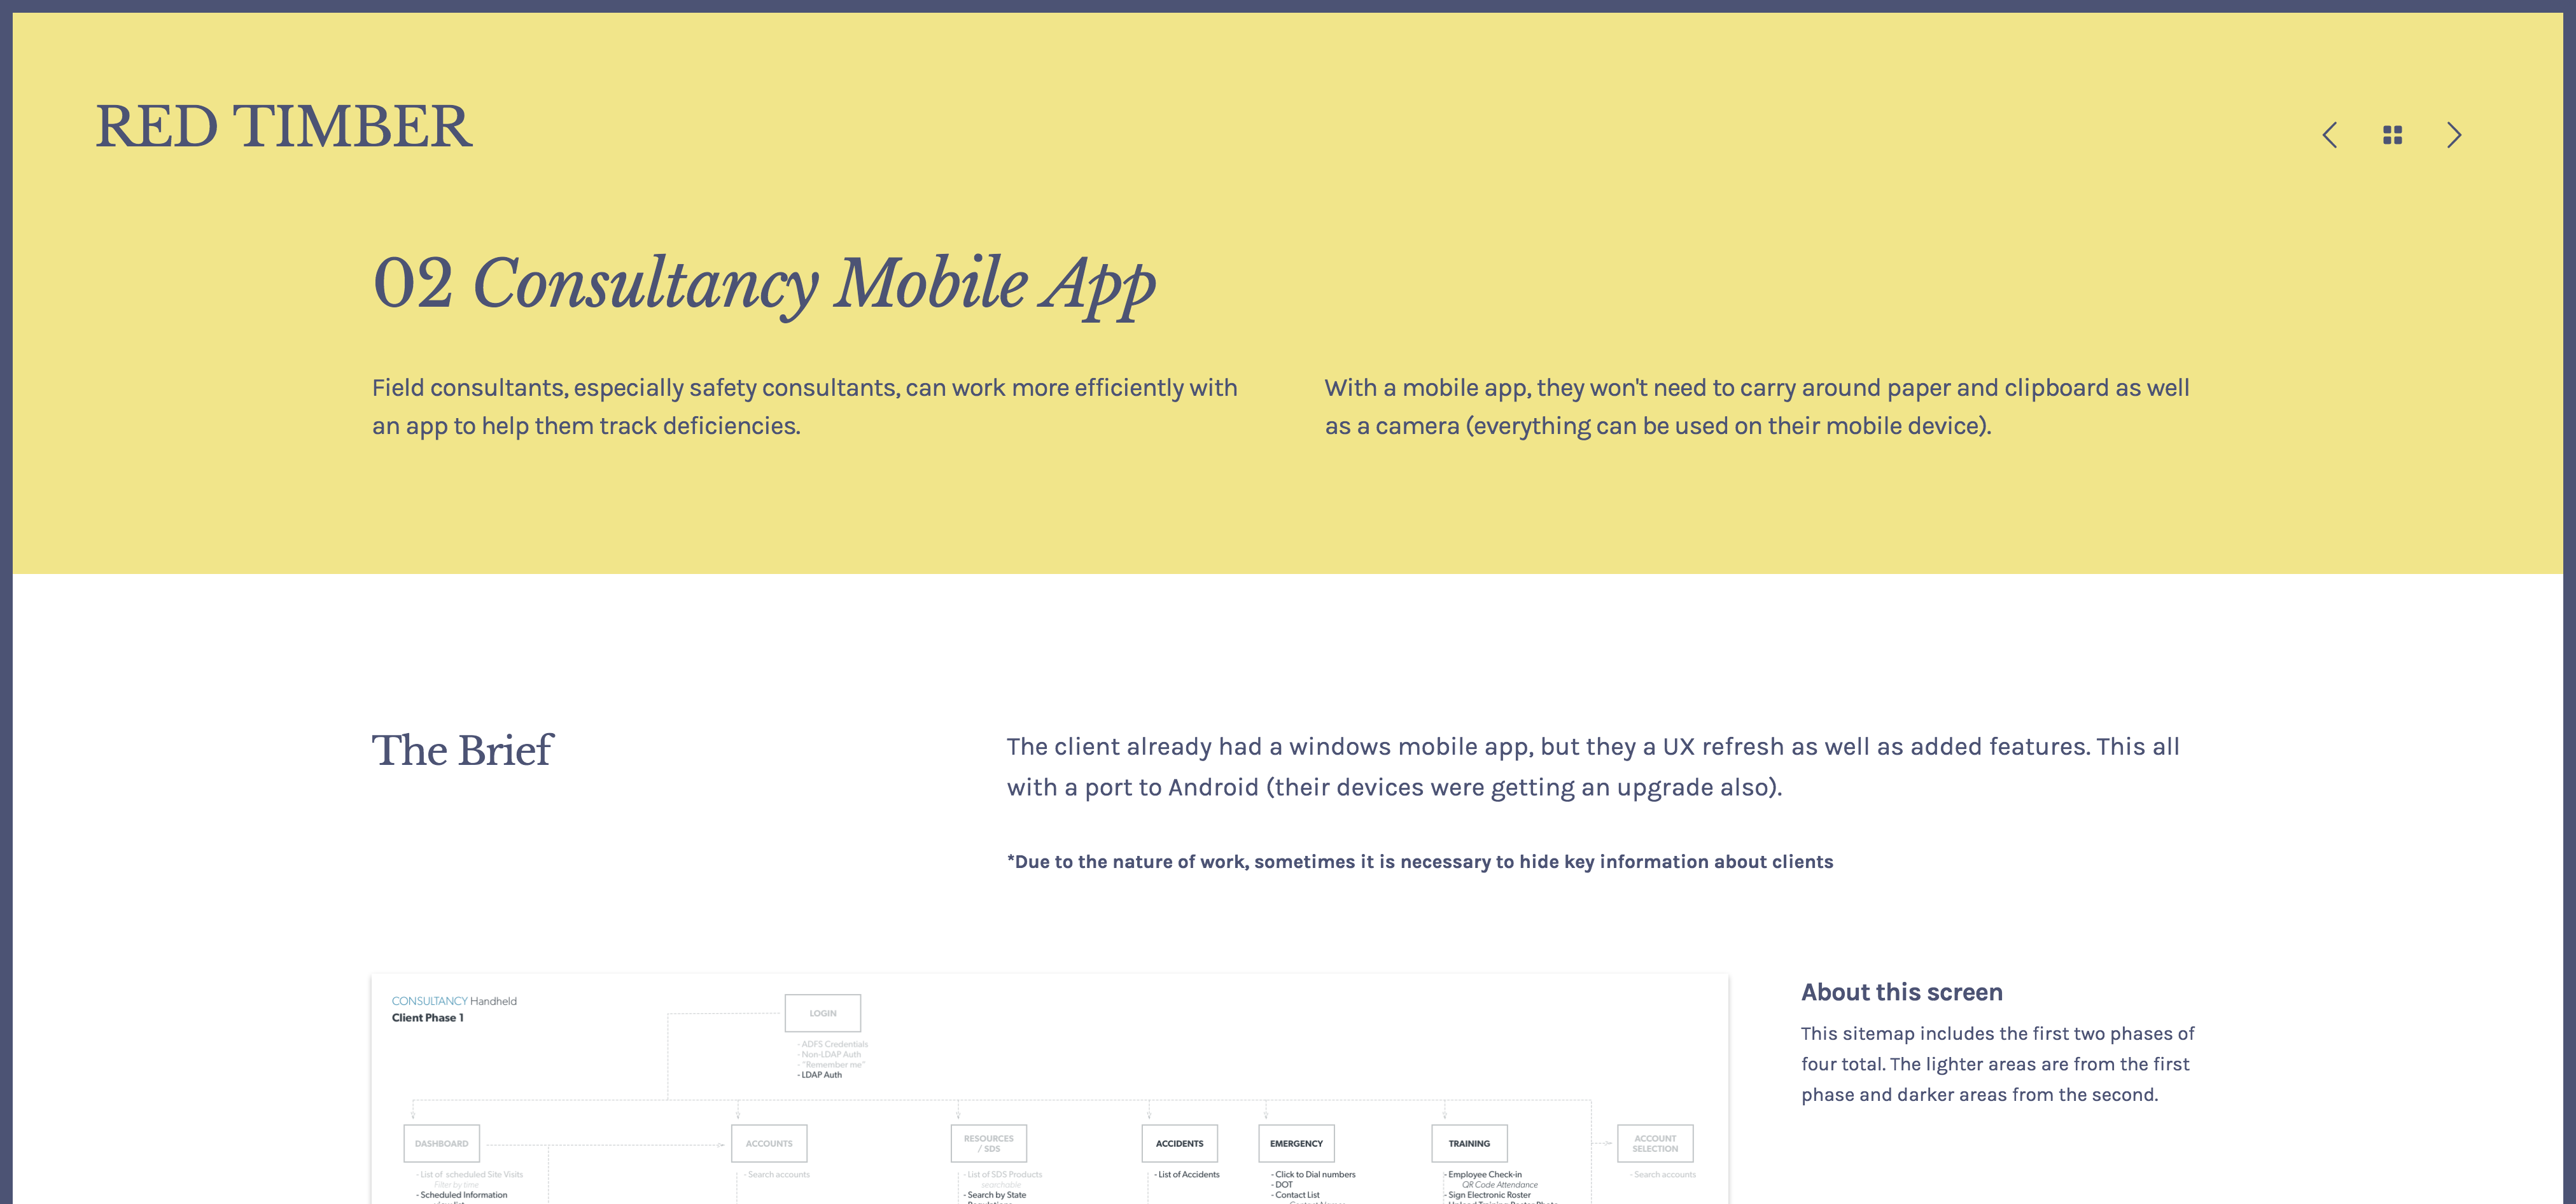 RED TIMBER
02 Consultancy Mobile App
Field consultants, especially safety consultants, can work more efficiently with
an app to help them track deficiencies.
With a mobile app, they won't need to carry around paper and clipboard as well
as a camera (everything can be used on their mobile device).
The Brief
The client already had a windows mobile app, but they a UX refresh as well as added features. This all
with a port to Android (their devices were getting an upgrade also).
*Due to the nature of work, sometimes it is necessary to hide key information about clients
CONSULTANCY Handheld
Client Phase 1
LOGIN
- ADFS Credentials
- Non-LDAP Auth
- "Remember me"
- LDAP Auth
DASHBOARD
- List of scheduled Site Visits
Filter by time
- Scheduled Information
ACCOUNTS
- Search accounts
RESOURCES
/ SDS
- List of SDS Products
searchable
- Search by State
ACCIDENTS
- List of Accidents
EMERGENCY
- Click to Dial numbers
- DOT
- Contact List
TRAINING
- Employee Check-in
QR Code Attendance
- Sign Electronic Roster
ACCOUNT
SELECTION
- Search accounts
About this screen
This sitemap includes the first two phases of
four total. The lighter areas are from the first
phase and darker areas from the second.